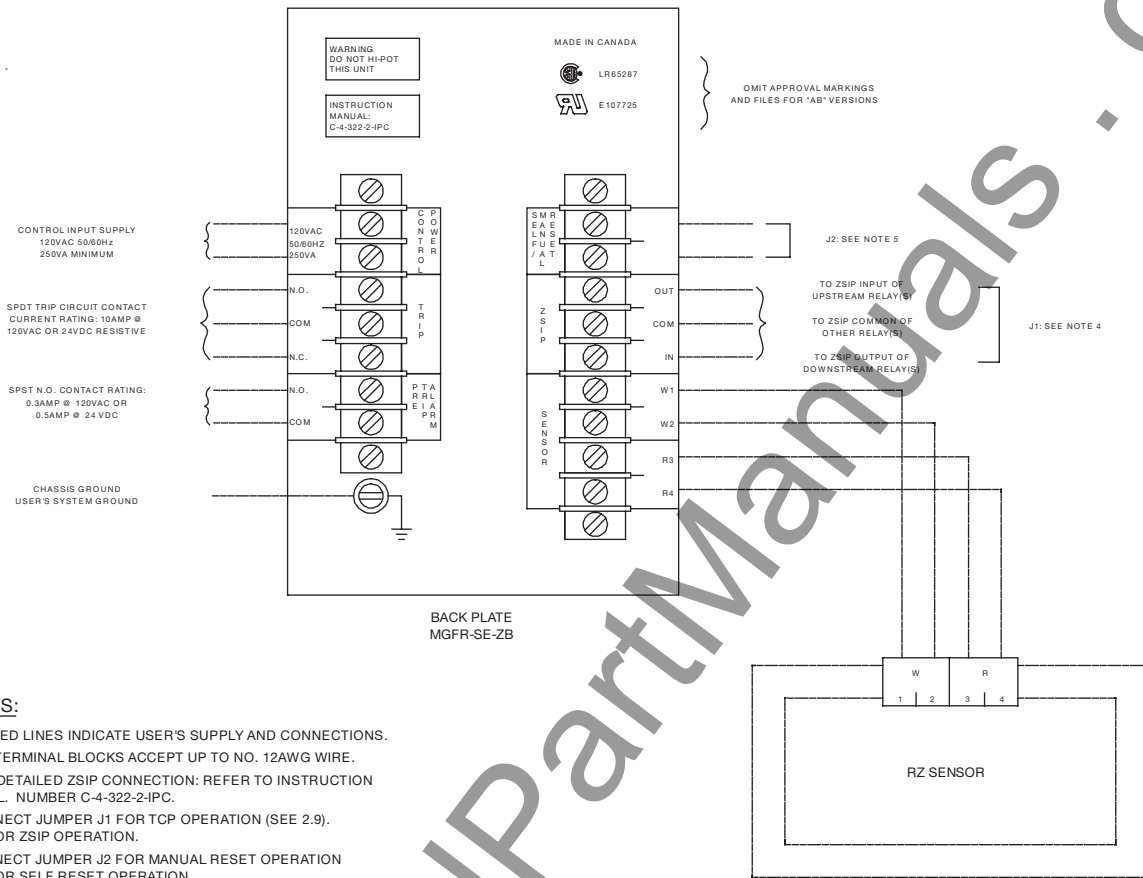 WARNING.
DO NOT HI-POT
THIS UNIT
INSTRUCTION
MANUAL:
C-4-322-2-IPC
MADE IN CANADA
LR65287
E107725
OMIT APPROVAL MARKINGS
AND FILES FOR "AB" VERSIONS
CONTROL INPUT SUPPLY
120VAC 50/60Hz
250VA MINIMUM
120VAC
50/60HZ
250VA
CONTROL
POWER
SPDT TRIP CIRCUIT CONTACT
CURRENT RATING: 10AMP @
120VAC OR 24VDC RESISTIVE
N.O.
COM
N.C.
TRIP
SPST N.O. CONTACT RATING:
0.3AMP @ 120VAC OR
0.5AMP @ 24 VDC
N.O.
COM
PRE
TRIP
ALARM
CHASSIS GROUND
USER'S SYSTEM GROUND
SELF/
MANUAL
RESET
J2: SEE NOTE 5
ZSIP
OUT
COM
IN
TO ZSIP INPUT OF
UPSTREAM RELAY(S)
TO ZSIP COMMON OF
OTHER RELAY(S)
TO ZSIP OUTPUT OF
DOWNSTREAM RELAY(S)
J1: SEE NOTE 4
SENSOR
W1
W2
R3
R4
BACK PLATE
MGFR-SE-ZB
W R
1 2 3 4
RZ SENSOR
S:
ED LINES INDICATE USER'S SUPPLY AND CONNECTIONS.
TERMINAL BLOCKS ACCEPT UP TO NO. 12AWG WIRE.
DETAILED ZSIP CONNECTION: REFER TO INSTRUCTION
L. NUMBER C-4-322-2-IPC.
NECT JUMPER J1 FOR TCP OPERATION (SEE 2.9).
OR ZSIP OPERATION.
NECT JUMPER J2 FOR MANUAL RESET OPERATION
OR SELF RESET OPERATION
PartManuals .